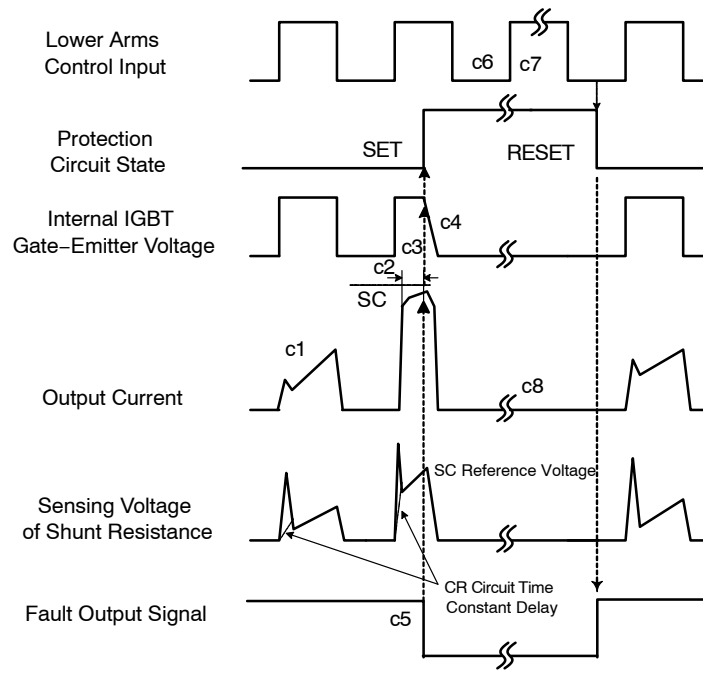 Lower Arms
Control Input
c6
c7
Protection
Circuit State
SET
RESET
Internal IGBT
Gate−Emitter Voltage
c4
c3
c2
SC
c1
Output Current
c8
SC Reference Voltage
Sensing Voltage
of Shunt Resistance
CR Circuit Time
Constant Delay
Fault Output Signal
c5